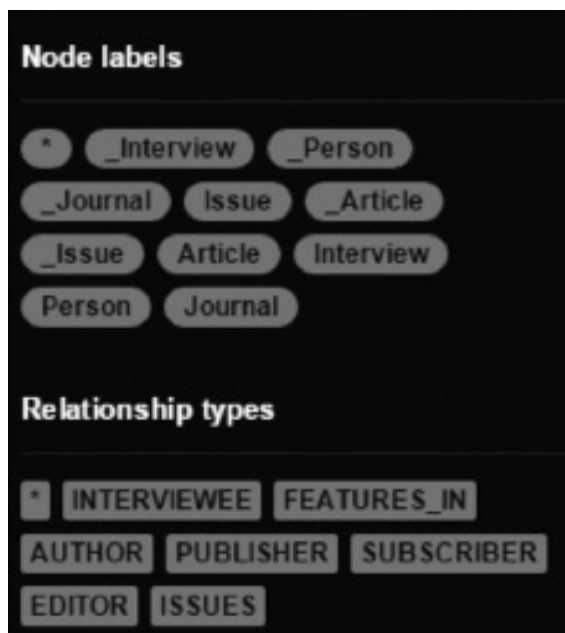 Node labels
* _Interview _Person
_Journal Issue _Article
_Issue Article Interview
Person Journal
Relationship types
* INTERVIEWEE FEATURES_IN
AUTHOR PUBLISHER SUBSCRIBER
EDITOR ISSUES